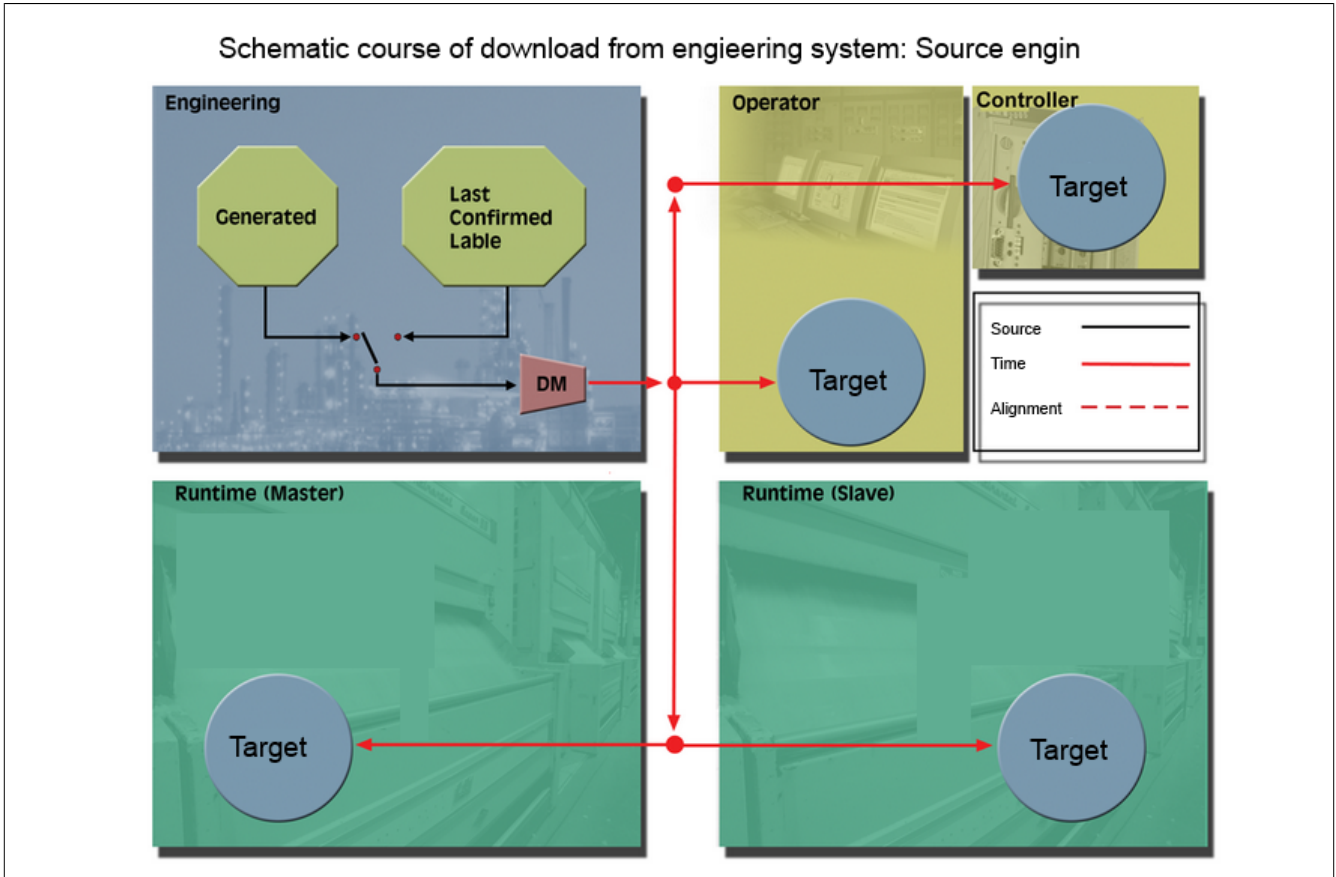 Schematic course of download from engieering system: Source engin
Engineering
Generated
Last
Confirmed
Lable
DM
Operator
Target
Controller
Target
Source
Time
Alignment
Runtime (Master)
Target
Runtime (Slave)
Target